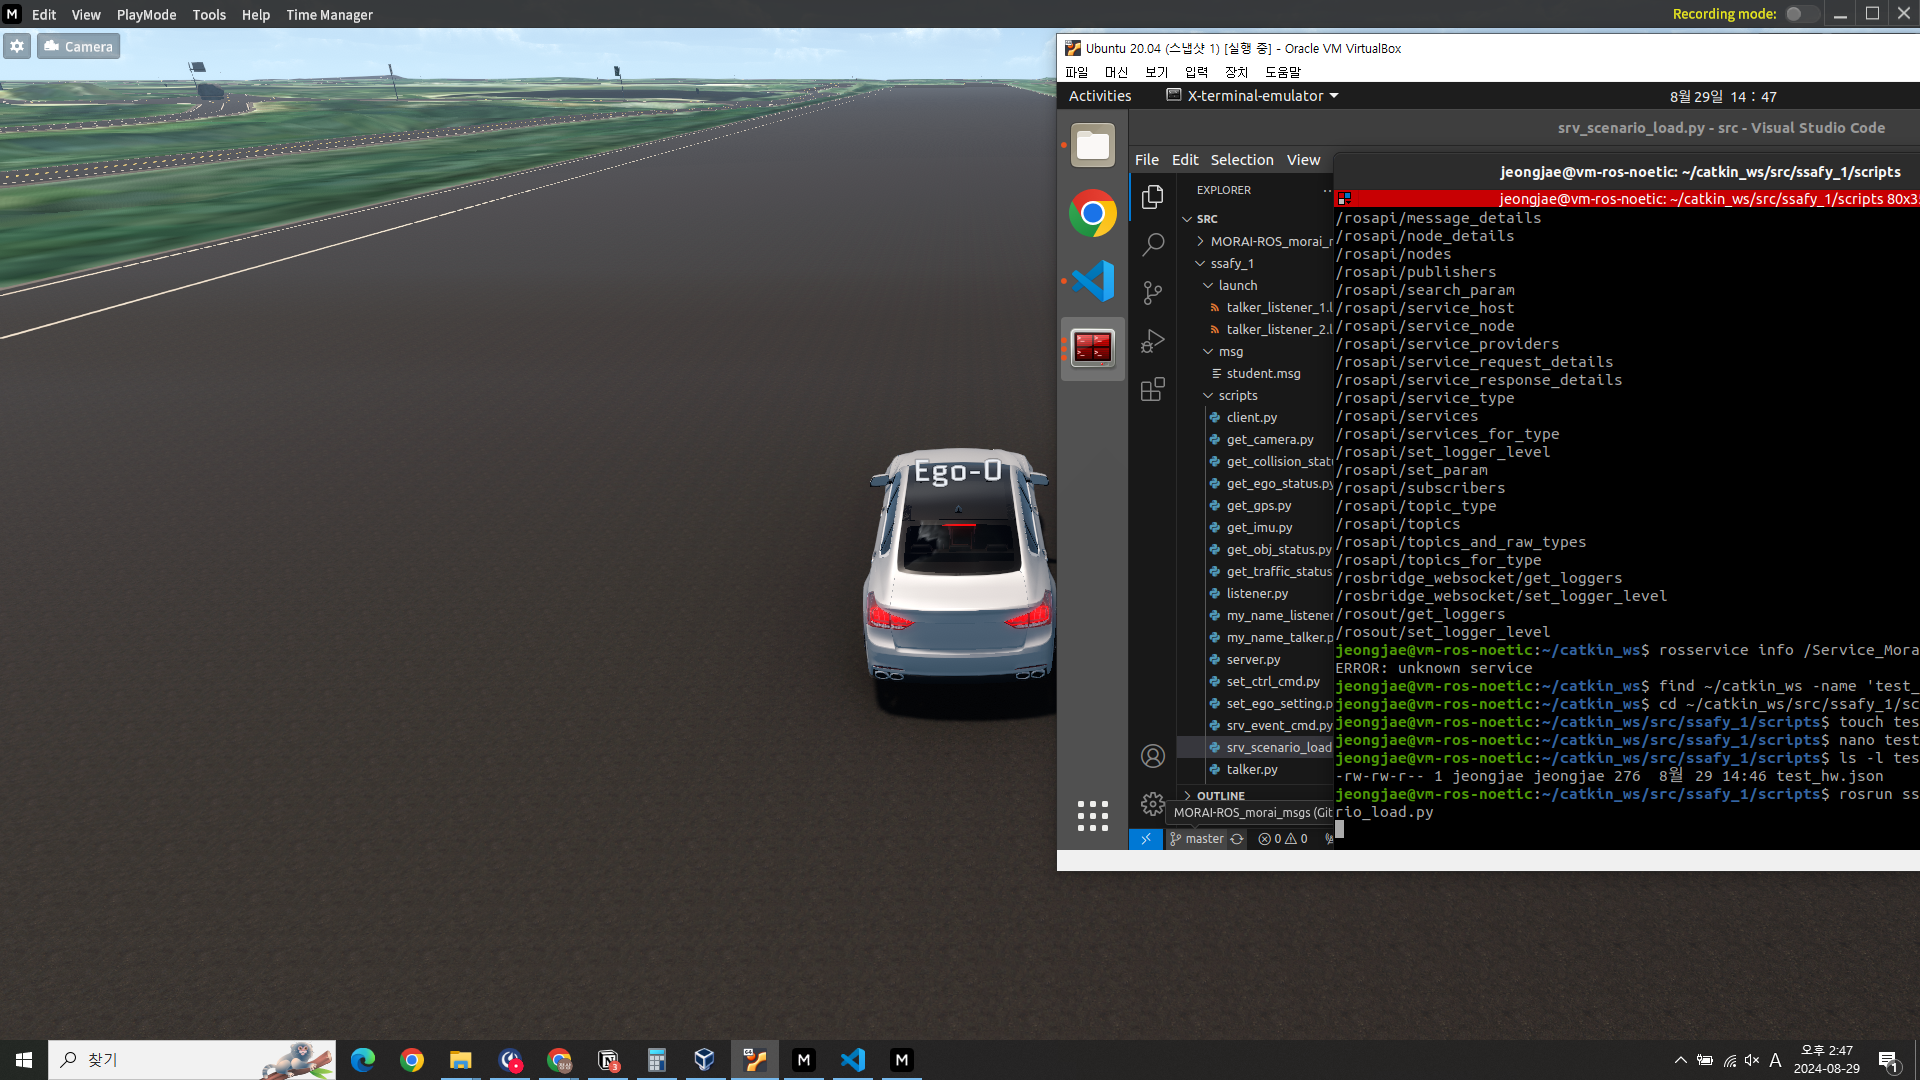 Edit View PlayMode Tools Help Time Manager
Recording mode:
Camera
Ego-0
Ubuntu 20.04 (스냅샷 1) [실행 중] - Oracle VM VirtualBox
파일 머신 보기 입력 장치 도움말
Activities X-terminal-emulator 8월 29일 14 : 47
srv_scenario_load.py - src - Visual Studio Code
File Edit Selection View
EXPLORER
SRC
MORAI-ROS_morai_r
ssafy_1
launch
talker_listener_1.l
talker_listener_2.l
msg
student.msg
scripts
client.py
get_camera.py
get_collision_statu
get_ego_status.py
get_gps.py
get_imu.py
get_obj_status.py
get_traffic_status
listener.py
my_name_listener
my_name_talker.p
server.py
set_ctrl_cmd.py
set_ego_setting.p
srv_event_cmd.py
srv_scenario_load
talker.py
OUTLINE
MORAI-ROS_morai_msgs (Git
master 0 0
jeongjae@vm-ros-noetic: ~/catkin_ws/src/ssafy_1/scripts
jeongjae@vm-ros-noetic: ~/catkin_ws/src/ssafy_1/scripts 80x3
/rosapi/message_details
/rosapi/node_details
/rosapi/nodes
/rosapi/publishers
/rosapi/search_param
/rosapi/service_host
/rosapi/service_node
/rosapi/service_providers
/rosapi/service_request_details
/rosapi/service_response_details
/rosapi/service_type
/rosapi/services
/rosapi/services_for_type
/rosapi/set_logger_level
/rosapi/set_param
/rosapi/subscribers
/rosapi/topic_type
/rosapi/topics
/rosapi/topics_and_raw_types
/rosapi/topics_for_type
/rosbridge_websocket/get_loggers
/rosbridge_websocket/set_logger_level
/rosout/get_loggers
/rosout/set_logger_level
jeongjae@vm-ros-noetic:~/catkin_ws$ rosservice info /Service_Mora
ERROR: unknown service
jeongjae@vm-ros-noetic:~/catkin_ws$ find ~/catkin_ws -name 'test_
jeongjae@vm-ros-noetic:~/catkin_ws$ cd ~/catkin_ws/src/ssafy_1/sc
jeongjae@vm-ros-noetic:~/catkin_ws/src/ssafy_1/scripts$ touch tes
jeongjae@vm-ros-noetic:~/catkin_ws/src/ssafy_1/scripts$ nano test
jeongjae@vm-ros-noetic:~/catkin_ws/src/ssafy_1/scripts$ ls -l tes
-rw-rw-r-- 1 jeongjae jeongjae 276 8월 29 14:46 test_hw.json
jeongjae@vm-ros-noetic:~/catkin_ws/src/ssafy_1/scripts$ rosrun ss
rio_load.py
찾기
A
오후 2:47
2024-08-29